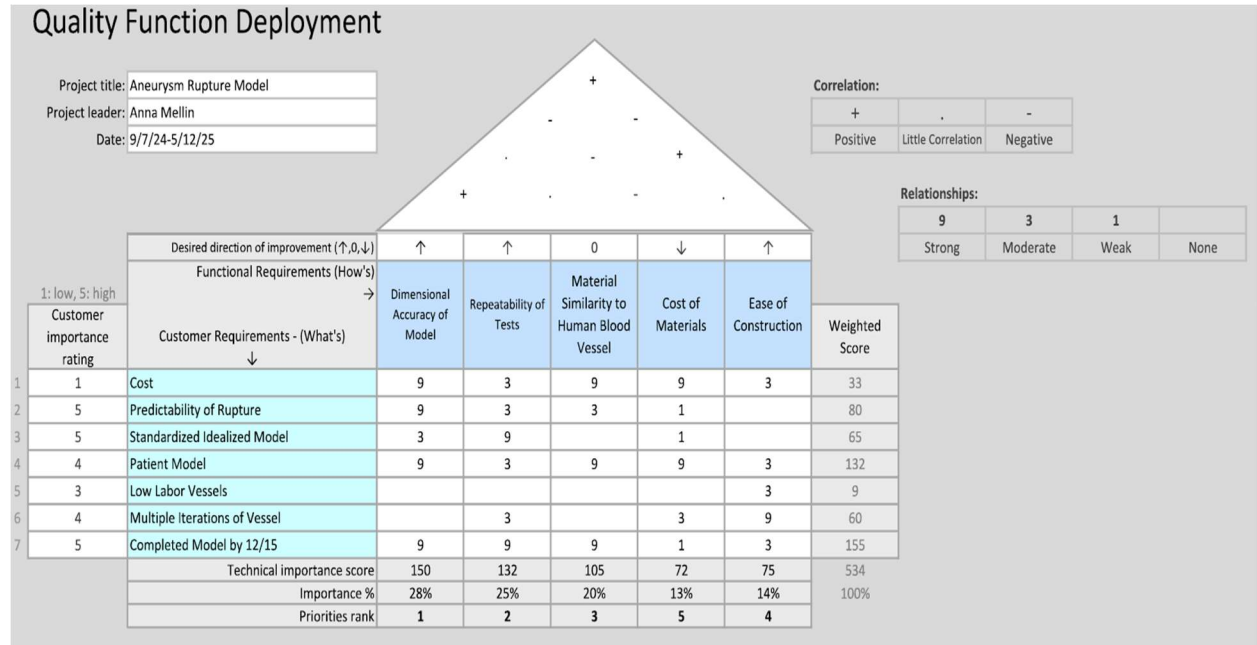 Quality Function Deployment
Project title: Aneurysm Rupture Model
Project leader: Anna Mellin
Date: 9/7/24-5/12/25
Correlation:
+ . -
Positive Little Correlation Negative
Relationships:
9 3 1
Strong Moderate Weak None
+
- -
. - +
+ . - .
Desired direction of improvement (↑,0,↓) ↑ ↑ 0 ↓ ↑
1: low, 5: high
Customer importance rating
Functional Requirements (How's) →
Customer Requirements - (What's) ↓
Dimensional Accuracy of Model
Repeatability of Tests
Material Similarity to Human Blood Vessel
Cost of Materials
Ease of Construction
Weighted Score
1 1 Cost 9 3 9 9 3 33
2 5 Predictability of Rupture 9 3 3 1 80
3 5 Standardized Idealized Model 3 9 1 65
4 4 Patient Model 9 3 9 9 3 132
5 3 Low Labor Vessels 3 9
6 4 Multiple Iterations of Vessel 3 3 9 60
7 5 Completed Model by 12/15 9 9 9 1 3 155
Technical importance score 150 132 105 72 75 534
Importance % 28% 25% 20% 13% 14% 100%
Priorities rank 1 2 3 5 4